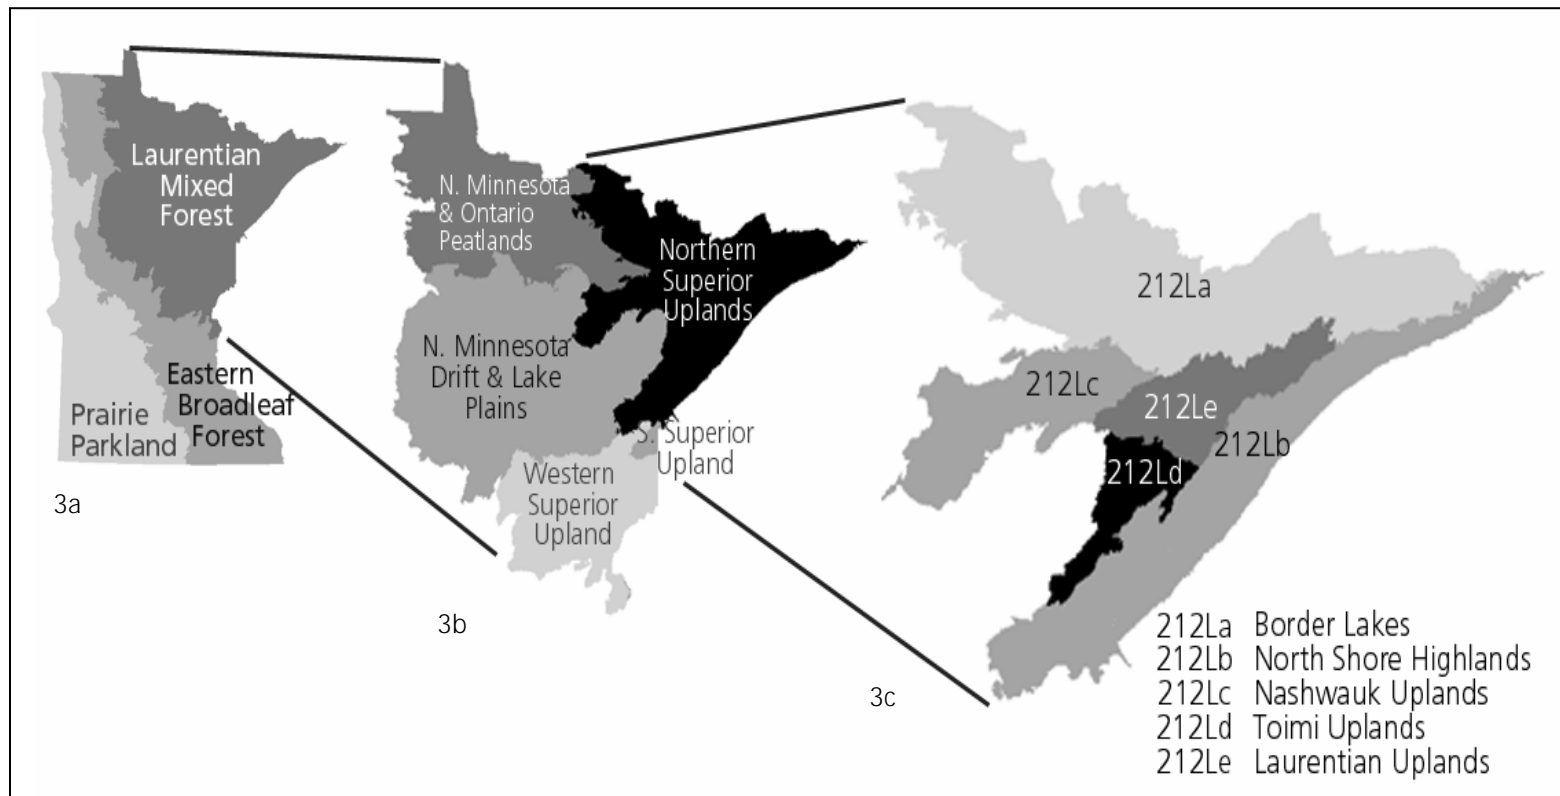 Laurentian
Mixed
Forest
Eastern
Broadleaf
Forest
Prairie
Parkland
3a
N. Minnesota
& Ontario
Peatlands
Northern
Superior
Uplands
N. Minnesota
Drift & Lake
Plains
S. Superior
Upland
Western
Superior
Upland
3b
212La
212Lc
212Le
212Lb
212Ld
3c
212La Border Lakes
212Lb North Shore Highlands
212Lc Nashwauk Uplands
212Ld Toimi Uplands
212Le Laurentian Uplands